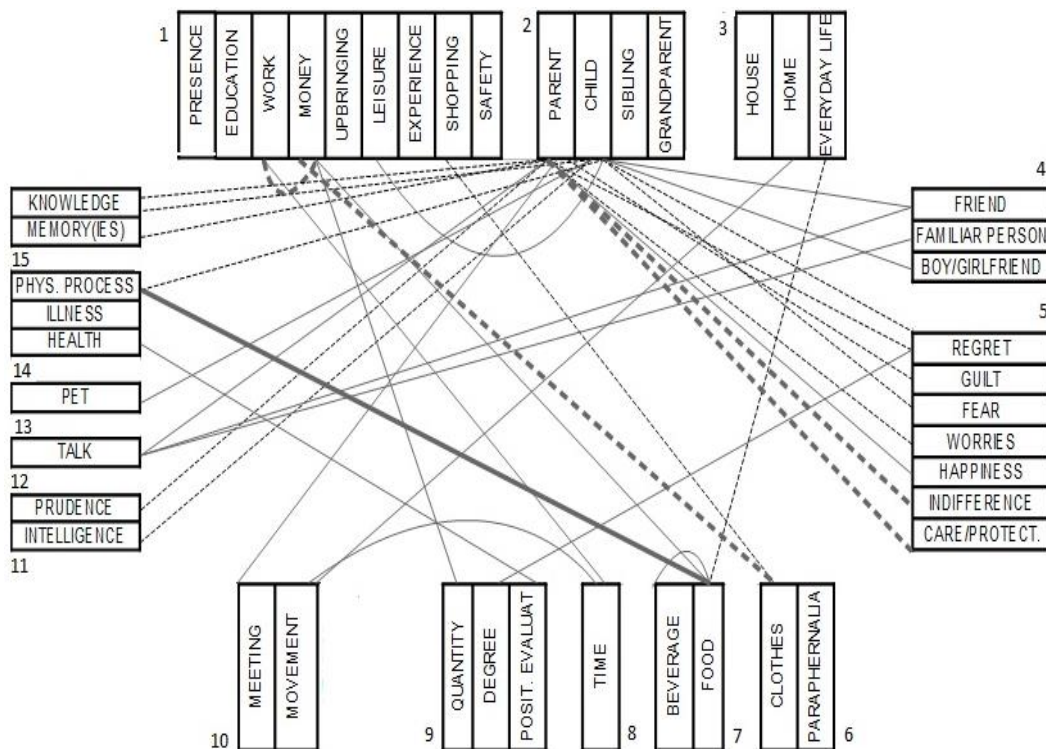 1
PRESENCE
EDUCATION
WORK
MONEY
UPBRINGING
LEISURE
EXPERIENCE
SHOPPING
SAFETY
2
PARENT
CHILD
SIBLING
GRANDPARENT
3
HOUSE
HOME
EVERYDAY LIFE
4
FRIEND
FAMILIAR PERSON
BOY/GIRLFRIEND
5
REGRET
GUILT
FEAR
WORRIES
HAPPINESS
INDIFFERENCE
CARE/PROTECT.
KNOWLEDGE
MEMORY(IES)
15
PHYS. PROCESS
ILLNESS
HEALTH
14
PET
13
TALK
12
PRUDENCE
INTELLIGENCE
11
MEETING
MOVEMENT
10
QUANTITY
DEGREE
POSIT. EVALUAT
9
TIME
8
BEVERAGE
FOOD
7
CLOTHES
PARAPHERNALIA
6